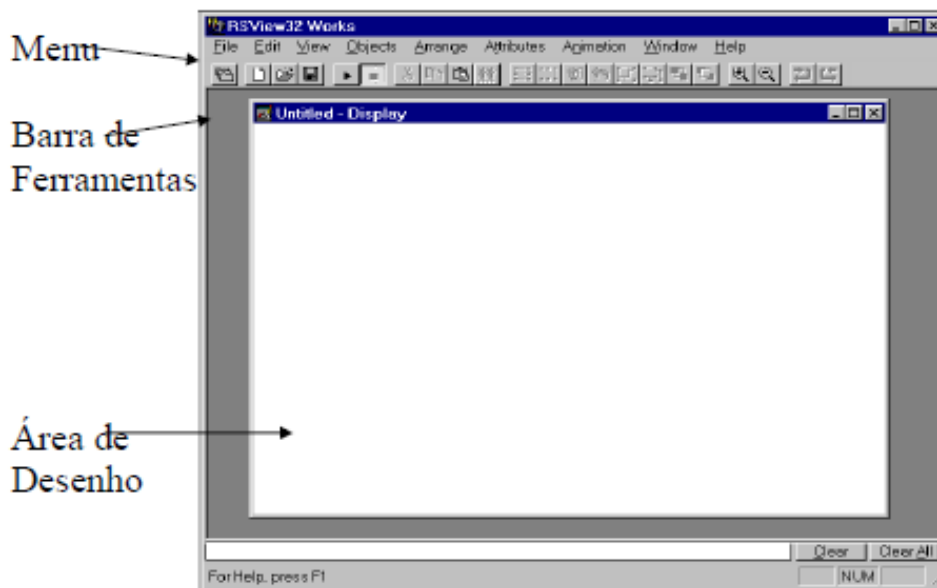 RSView32 Works
Menu
File Edit View Objects Arrange Attributes Animation Window Help
Barra de
Ferramentas
Untitled - Display
Área de
Desenho
Clear Clear All
For Help, press F1
NUM